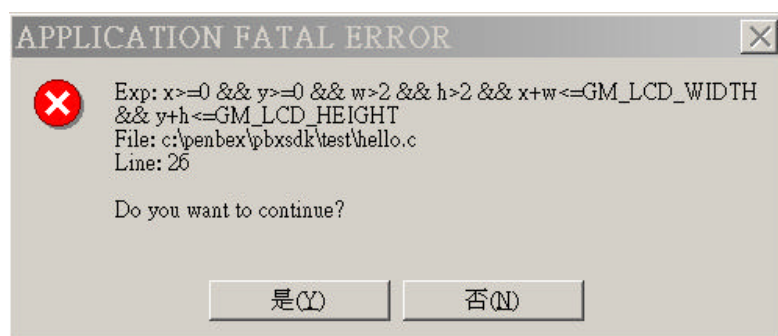 APPLICATION FATAL ERROR
Exp: x>=0 && y>=0 && w>2 && h>2 && x+w<=GM_LCD_WIDTH
&& y+h<=GM_LCD_HEIGHT
File: c:\penbex\pbxsdk\test\hello.c
Line: 26
Do you want to continue?
是(Y) 否(N)